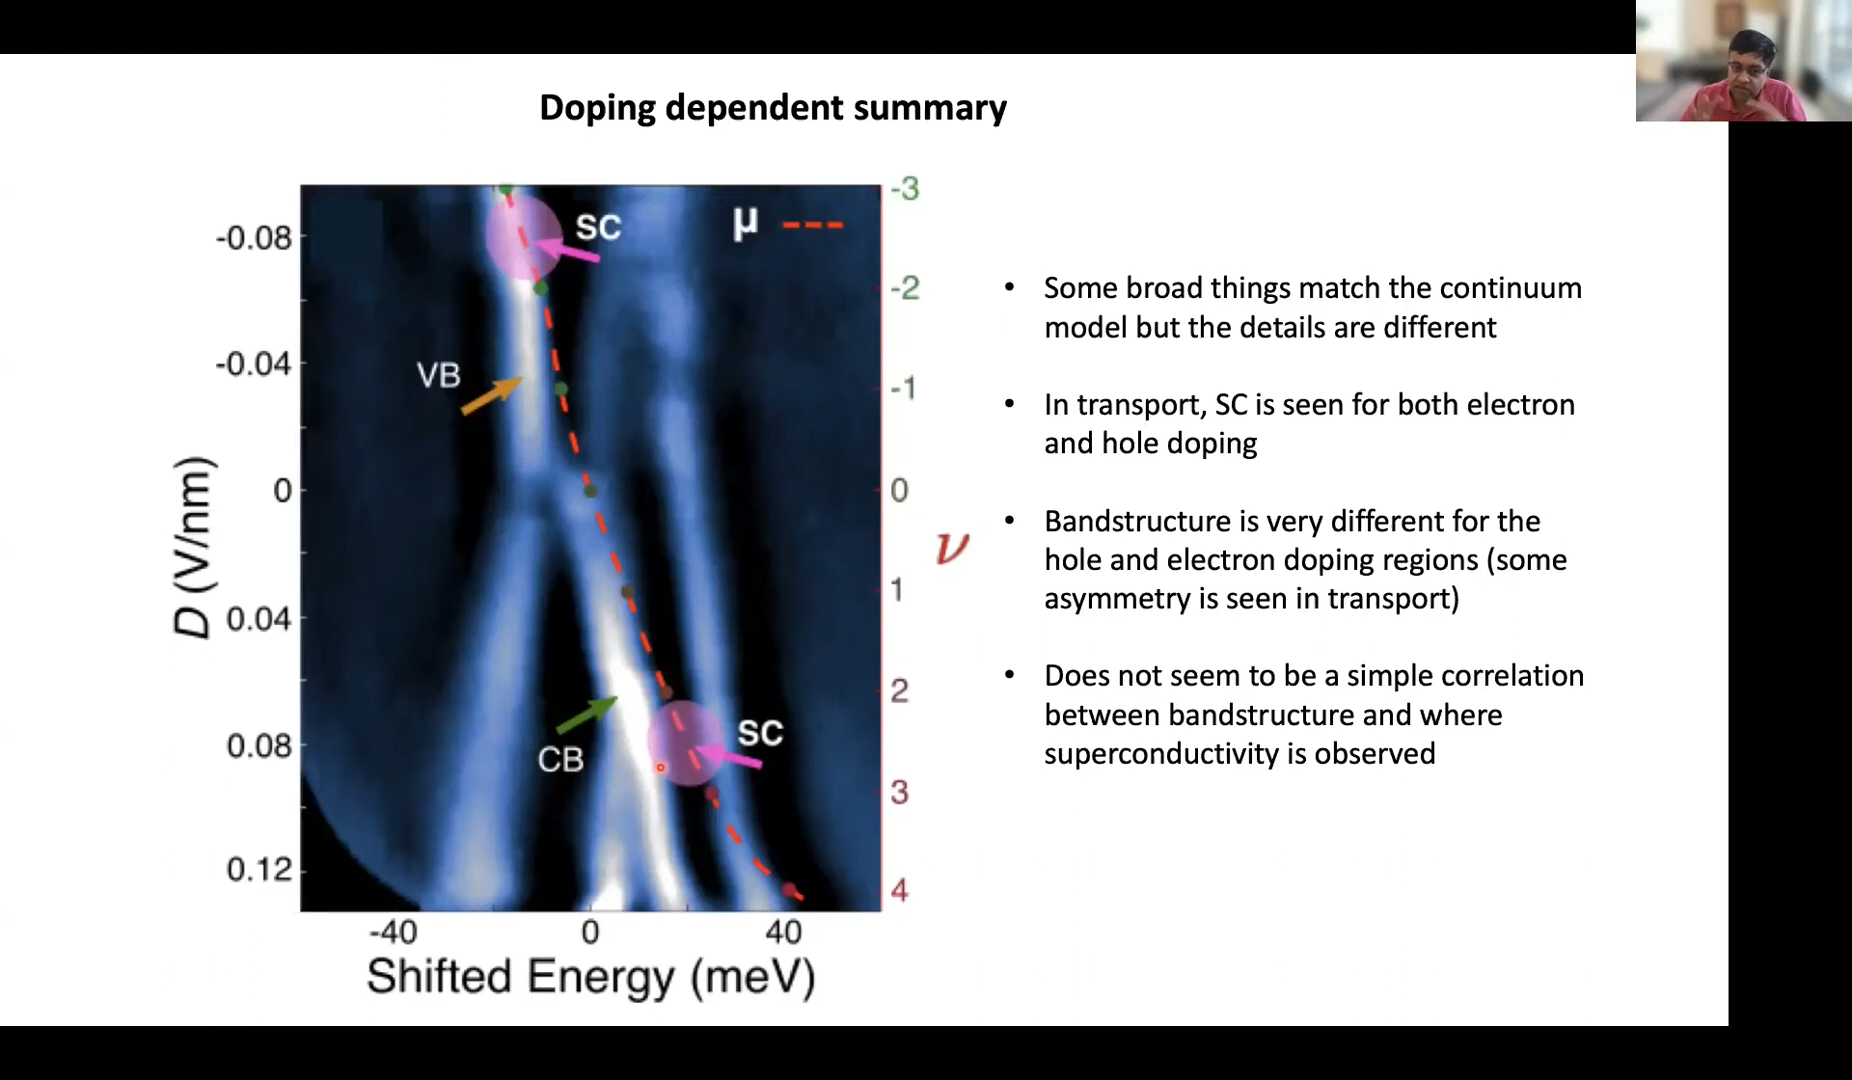 Doping dependent summary
-3
-0.08
SC
μ
-2
-0.04
VB
-1
0
0
D (V/nm)
ν
1
0.04
2
SC
0.08
CB
3
0.12
4
-40
0
40
Shifted Energy (meV)
• Some broad things match the continuum
model but the details are different
• In transport, SC is seen for both electron
and hole doping
• Bandstructure is very different for the
hole and electron doping regions (some
asymmetry is seen in transport)
• Does not seem to be a simple correlation
between bandstructure and where
superconductivity is observed